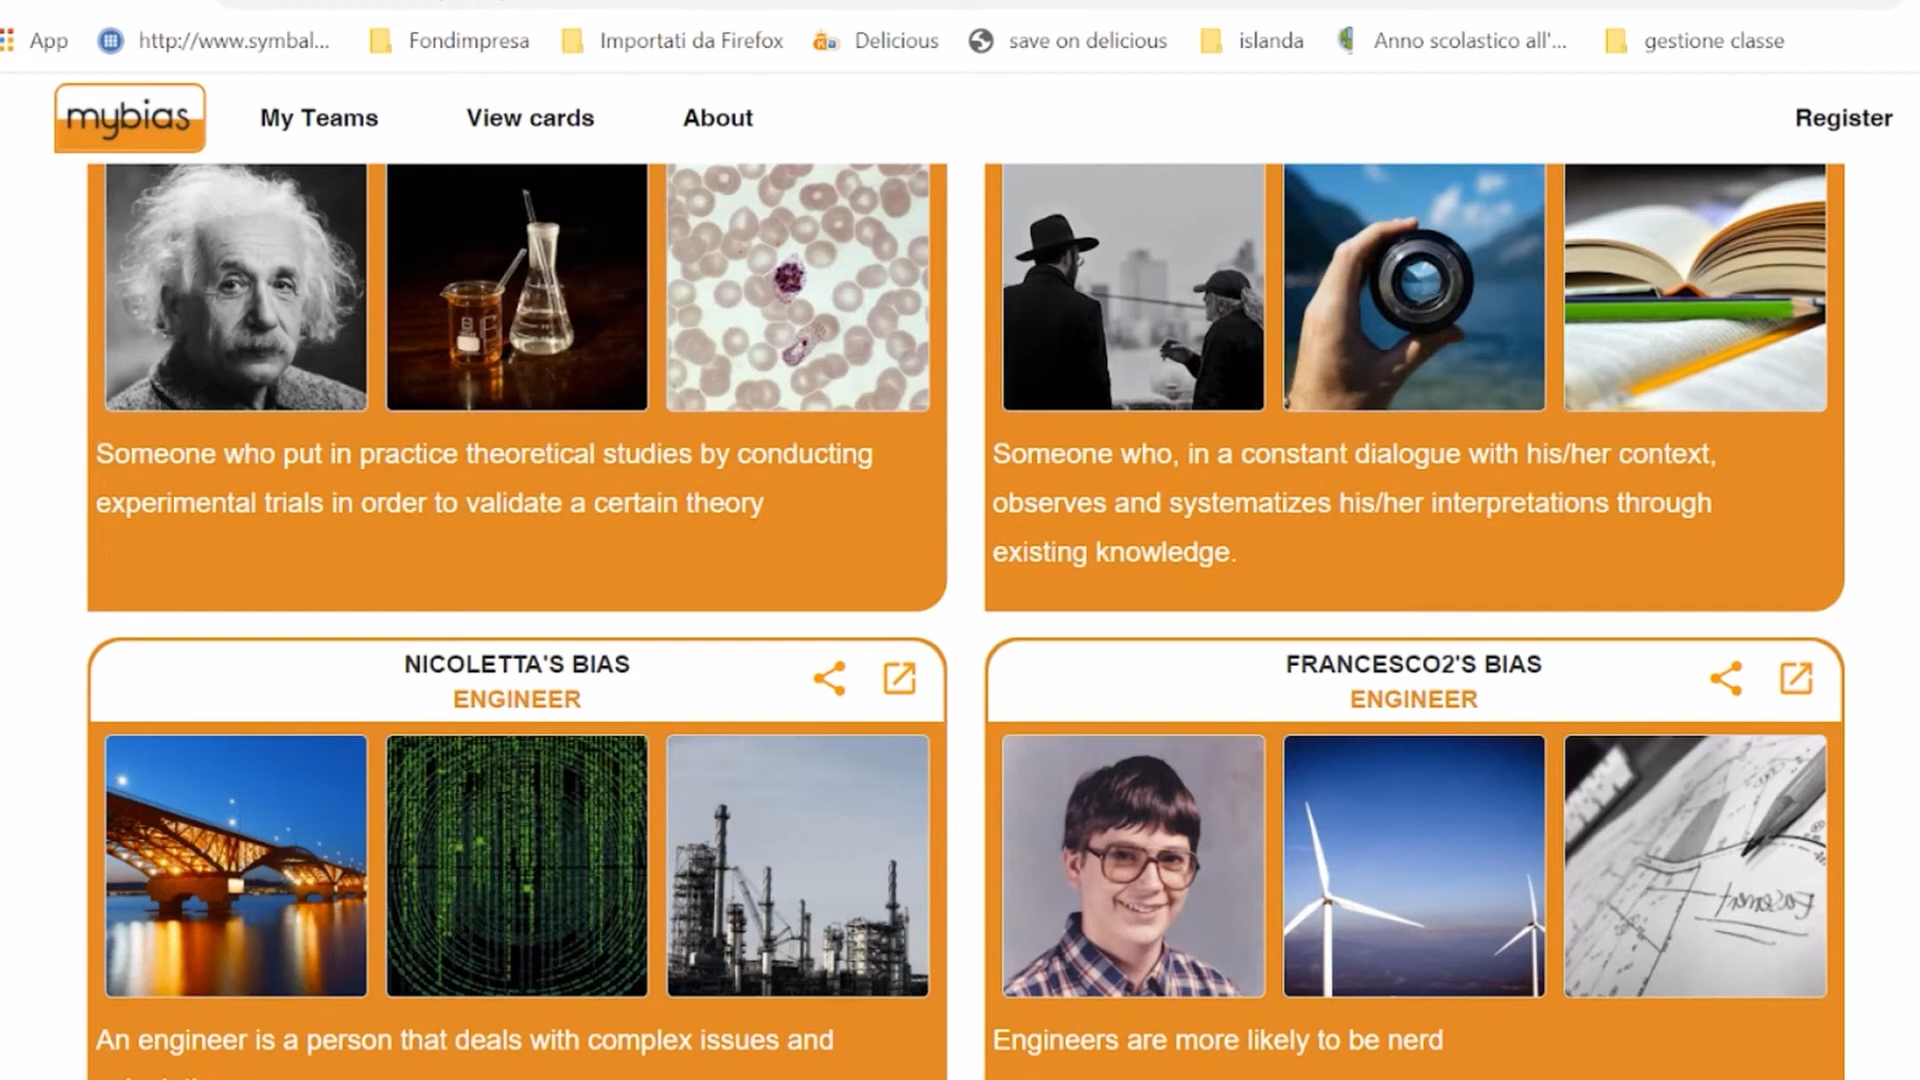 App http://www.symbal... Fondimpresa Importati da Firefox Delicious save on delicious islanda Anno scolastico all'... gestione classe
mybias My Teams View cards About Register
Someone who put in practice theoretical studies by conducting
experimental trials in order to validate a certain theory
Someone who, in a constant dialogue with his/her context,
observes and systematizes his/her interpretations through
existing knowledge.
NICOLETTA'S BIAS
ENGINEER
FRANCESCO2'S BIAS
ENGINEER
An engineer is a person that deals with complex issues and
Engineers are more likely to be nerd